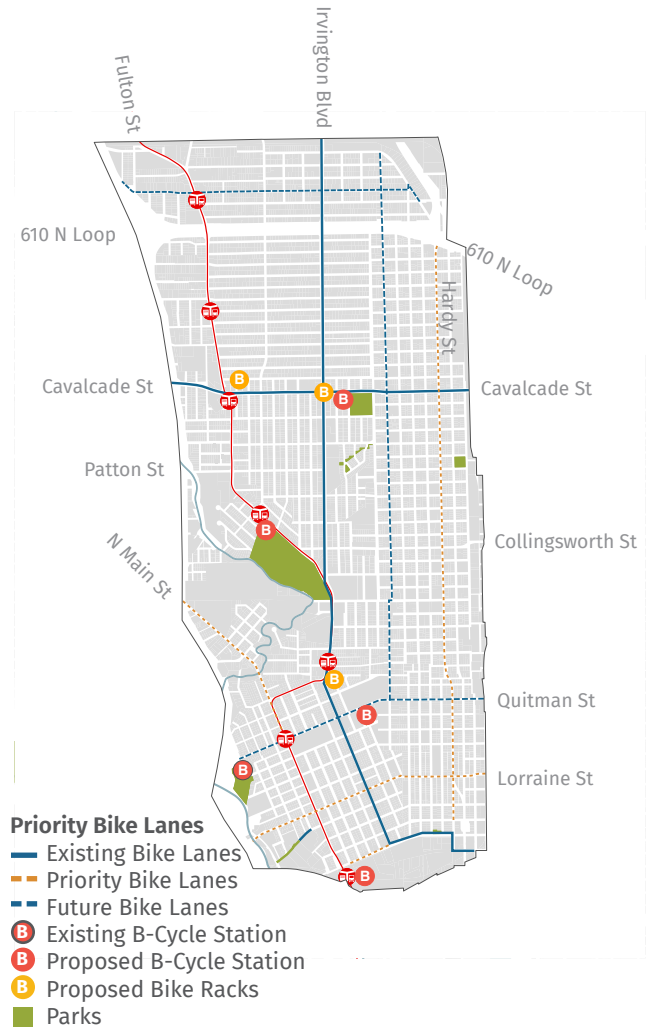 Fulton St
Irvington Blvd
610 N Loop
610 N Loop
Hardy St
Cavalcade St
B
B
B
Cavalcade St
Patton St
B
Collingsworth St
N Main St
B
Quitman St
B
B
Lorraine St
B
Priority Bike Lanes
Existing Bike Lanes
Priority Bike Lanes
Future Bike Lanes
B Existing B-Cycle Station
B Proposed B-Cycle Station
B Proposed Bike Racks
Parks